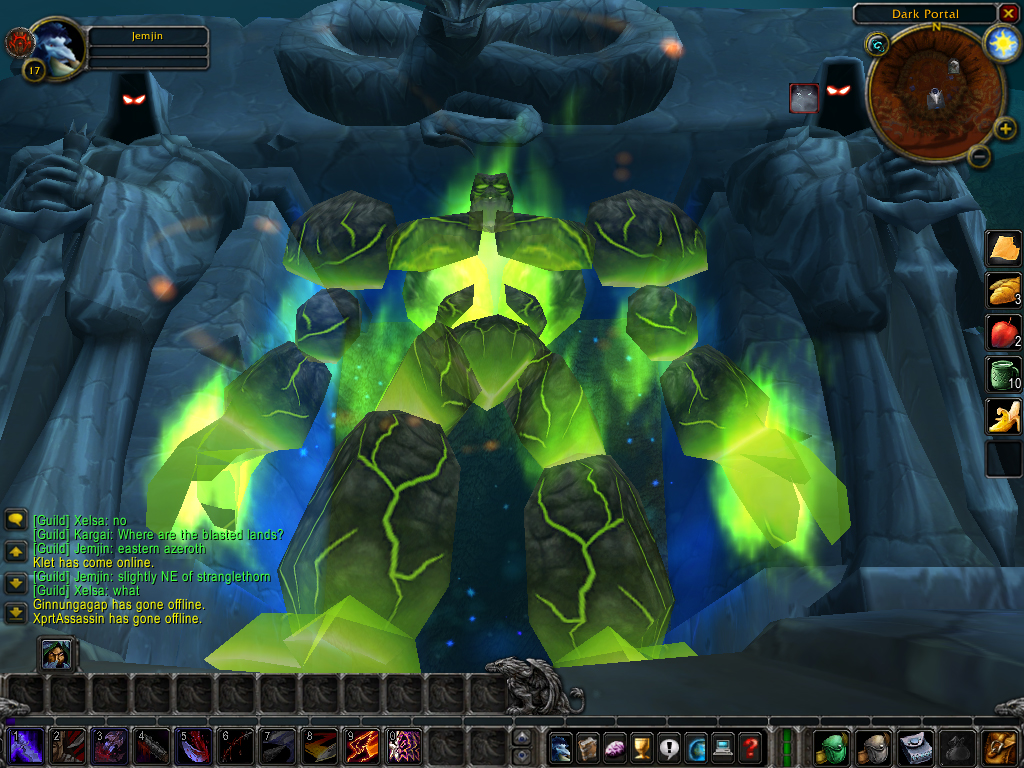 Jemjin
17
Dark Portal
N
3
2
10
[Guild] Xelsa: no
[Guild] Kargai: Where are the blasted lands?
[Guild] Jemjin: eastern azeroth
Klet has come online.
[Guild] Jemjin: slightly NE of stranglethorn
[Guild] Xelsa: what
Ginnungagap has gone offline.
XprtAssassin has gone offline.
1 2 3 4 5 6 7 8 9 0